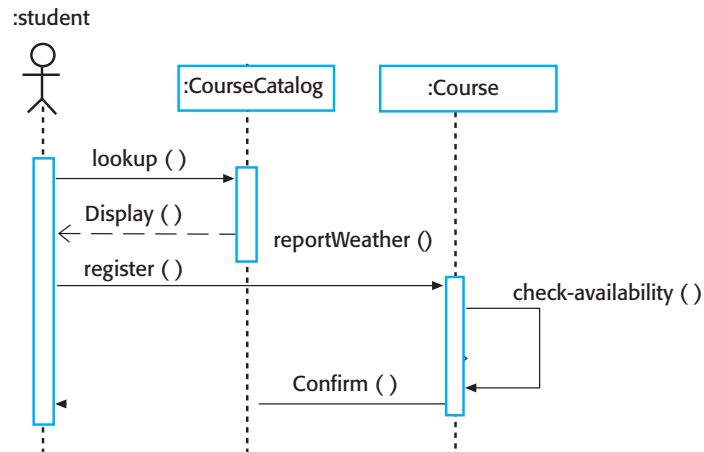 :student
:CourseCatalog
:Course
lookup ( )
Display ( )
reportWeather ()
register ( )
check-availability ( )
Confirm ( )